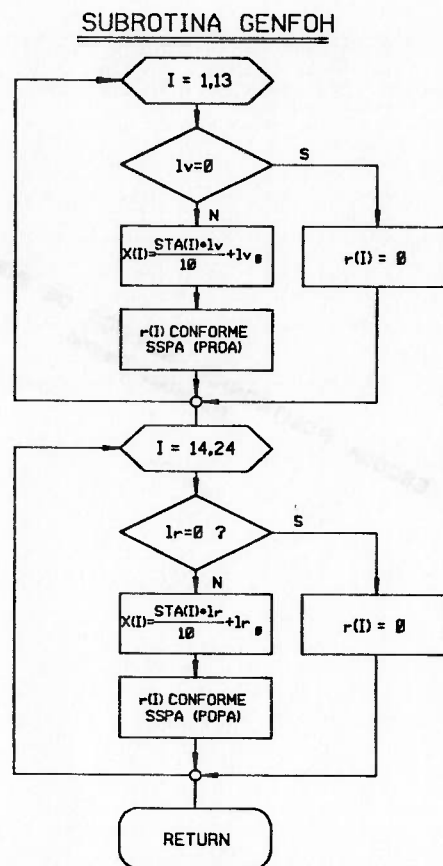 SUBROTINA GENFOH
I = 1,13
lv=0
S
N
X(I)=STA(I)*lv/10+lv0
r(I) = 0
r(I) CONFORME
SSPA (PROA)
I = 14,24
lr=0 ?
S
N
X(I)=STA(I)*lr/10+lr0
r(I) = 0
r(I) CONFORME
SSPA (POPA)
RETURN